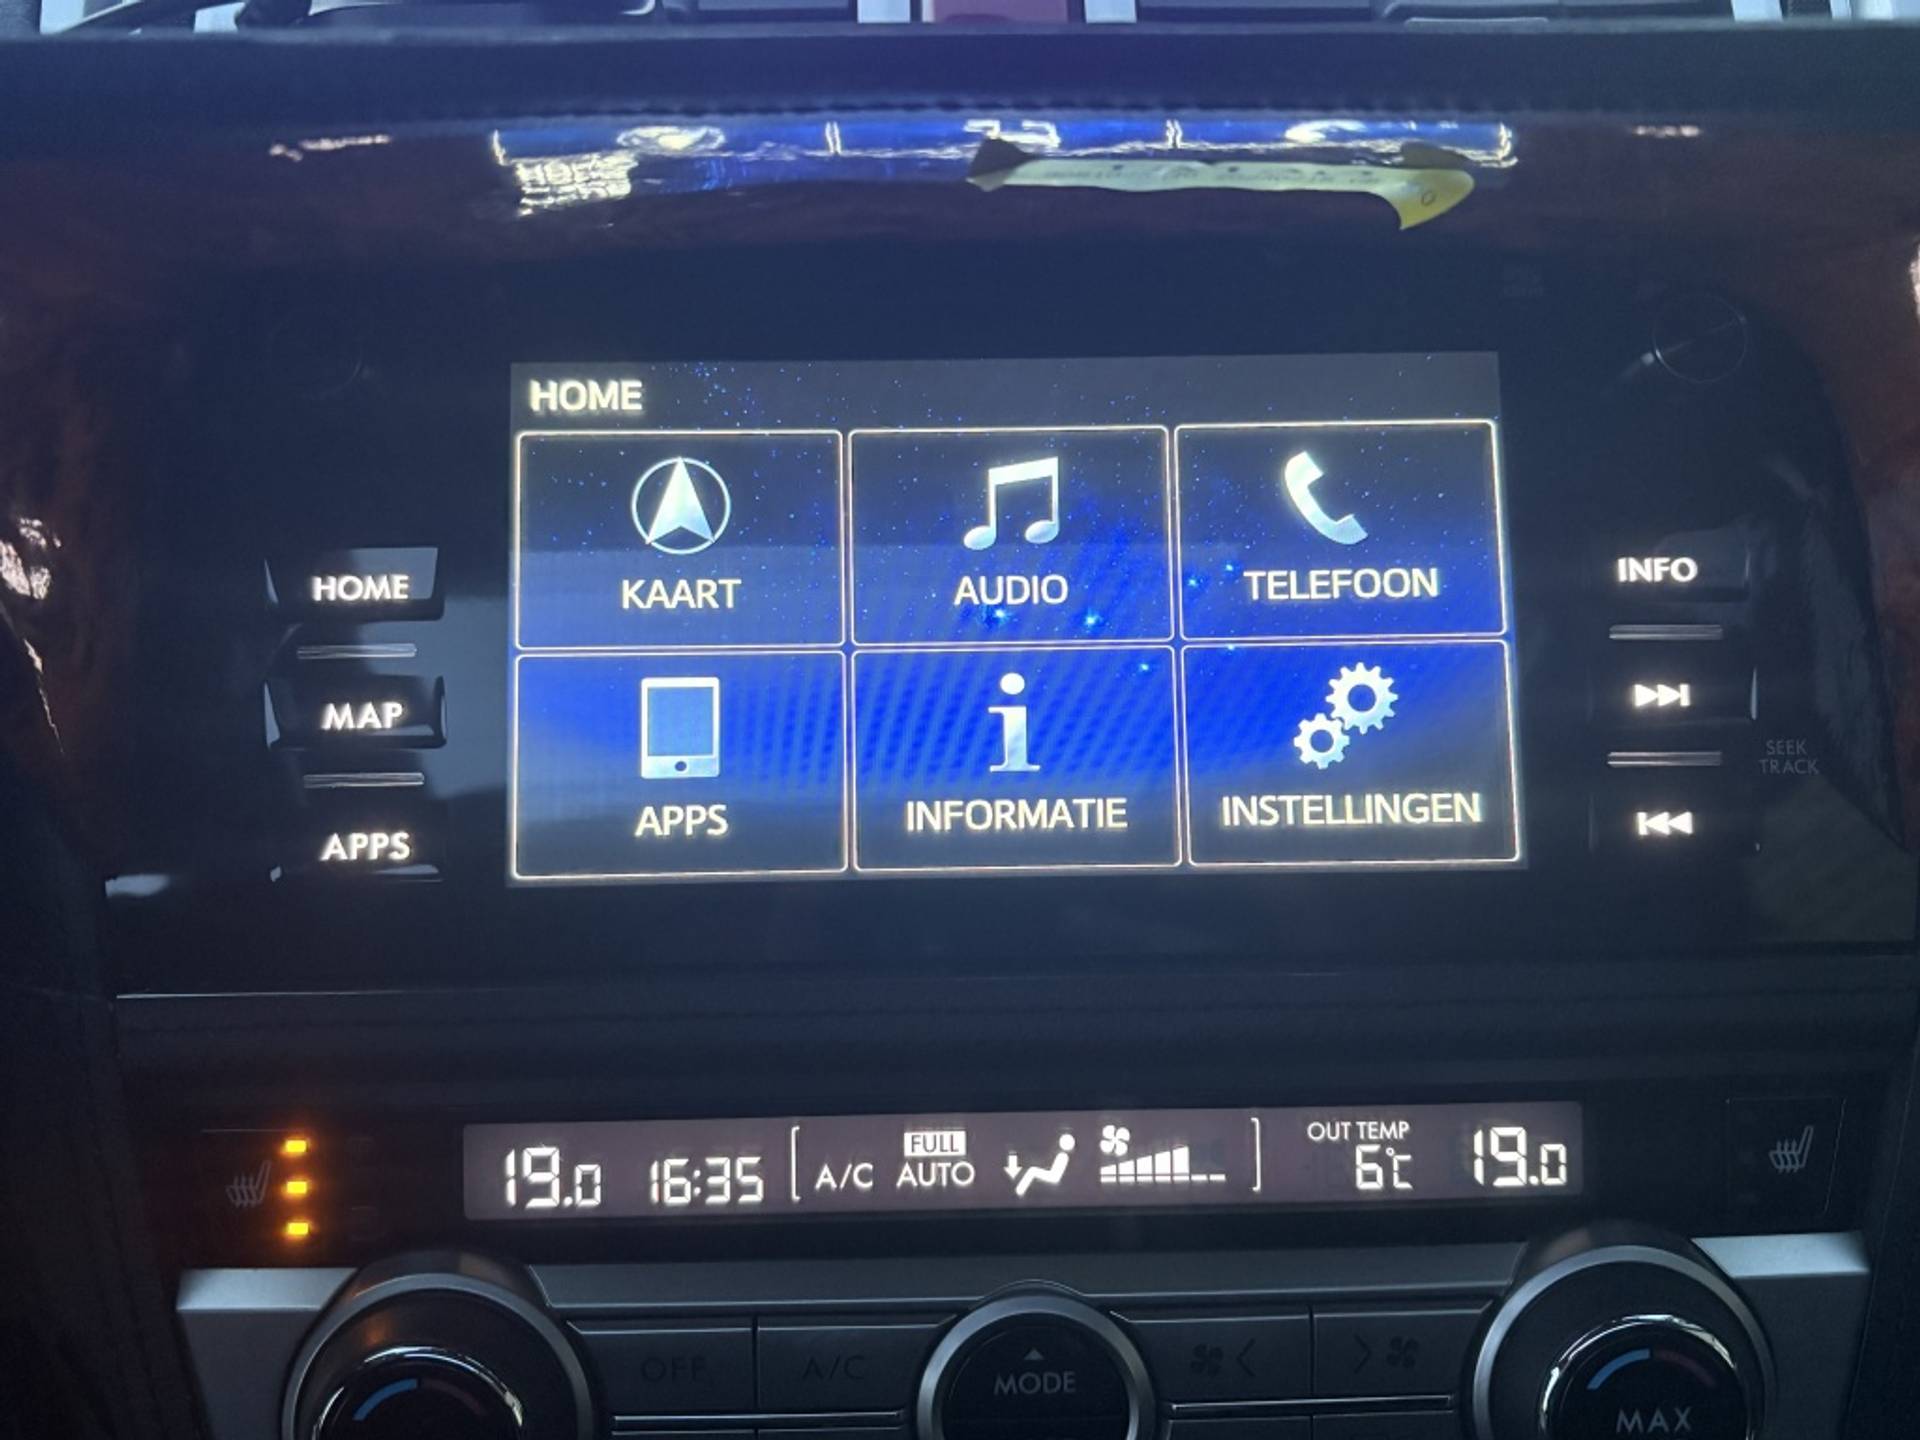 HOME
KAART
AUDIO
TELEFOON
APPS
INFORMATIE
INSTELLINGEN
HOME
MAP
APPS
INFO
SEEK
TRACK
19.0
16:35
A/C
FULL
AUTO
OUT TEMP
6°C
19.0
OFF
A/C
MODE
MAX